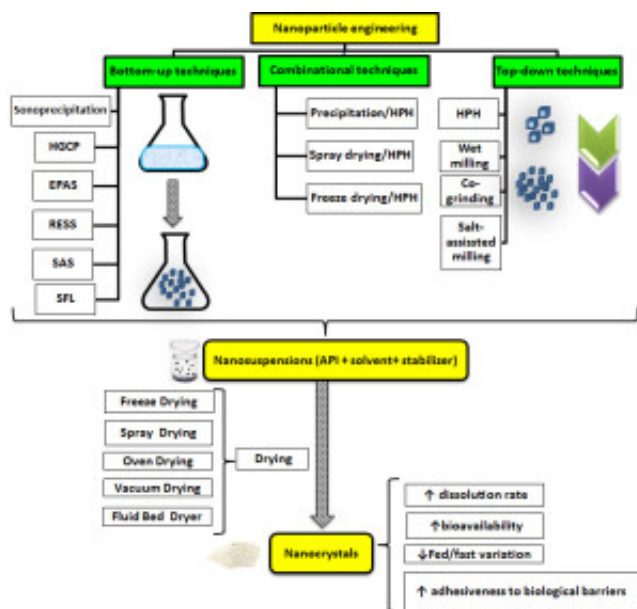 Nanoparticle engineering
Bottom-up techniques
Combinational techniques
Top-down techniques
Sonoprecipitation
HGCP
EPAS
RESS
SAS
SFL
Precipitation/HPH
Spray drying/HPH
Freeze drying/HPH
HPH
Wet
milling
Co-
grinding
Salt-
assissted
milling
Nanosuspensions (API + solvent+ stabilizer)
Freeze Drying
Spray Drying
Oven Drying
Vacuum Drying
Fluid Bed Dryer
Drying
Nanocrystals
↑ dissolution rate
↑bioavailability
↓Fed/fast variation
↑ adhesiveness to biological barriers